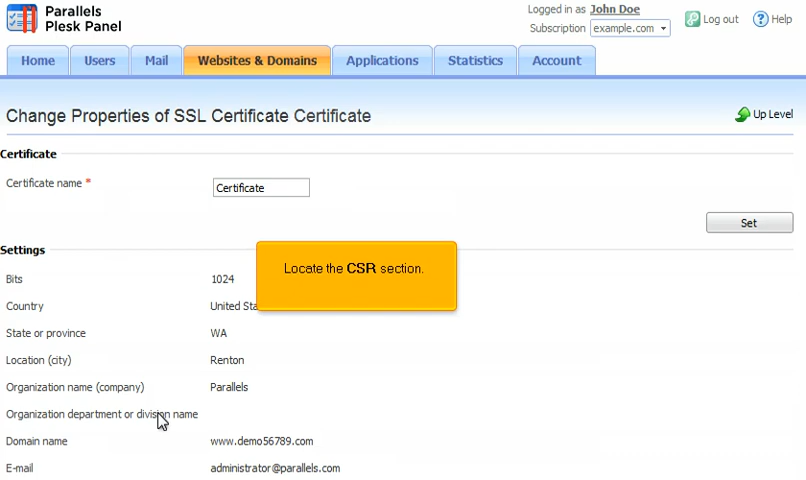 Parallels
Plesk Panel
Logged in as John Doe
Subscription example.com
Log out
Help
Home Users Mail Websites & Domains Applications Statistics Account
Change Properties of SSL Certificate Certificate
Up Level
Certificate
Certificate name * Certificate
Set
Settings
Locate the CSR section.
Bits 1024
Country United Sta
State or province WA
Location (city) Renton
Organization name (company) Parallels
Organization department or division name
Domain name www.demo56789.com
E-mail administrator@parallels.com